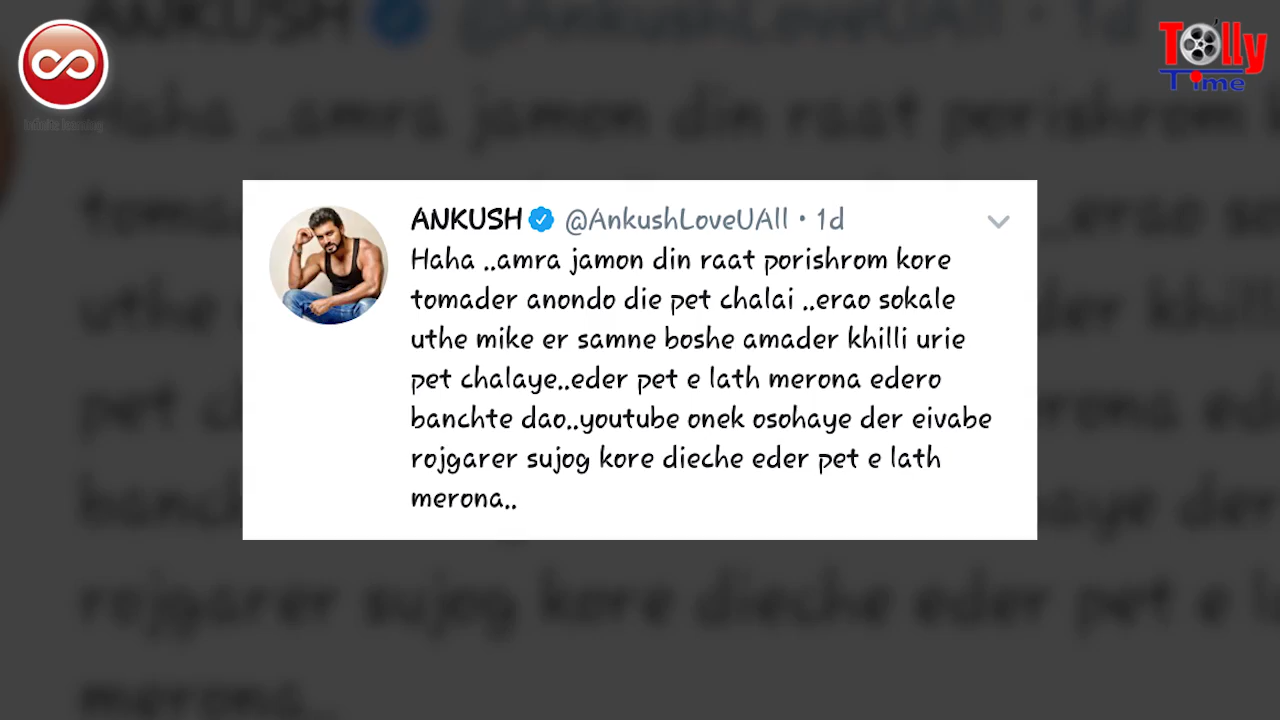 Tolly
Time
ANKUSH @AnkushLoveUAll · 1d
Haha ..amra jamon din raat porishrom kore
tomader anondo die pet chalai ..erao sokale
uthe mike er samne boshe amader khilli urie
pet chalaye..eder pet e lath merona edero
banchte dao..youtube onek osohaye der eivabe
rojgarer sujog kore dieche eder pet e lath
merona..